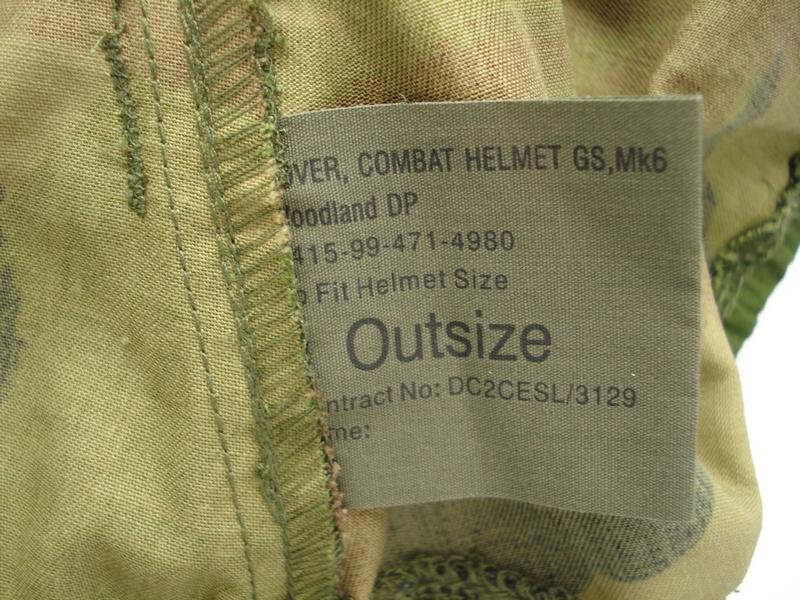 OVER, COMBAT HELMET GS,Mk6
oodland DP
415-99-471-4980
o Fit Helmet Size
Outsize
ntract No: DC2CESL/3129
me: